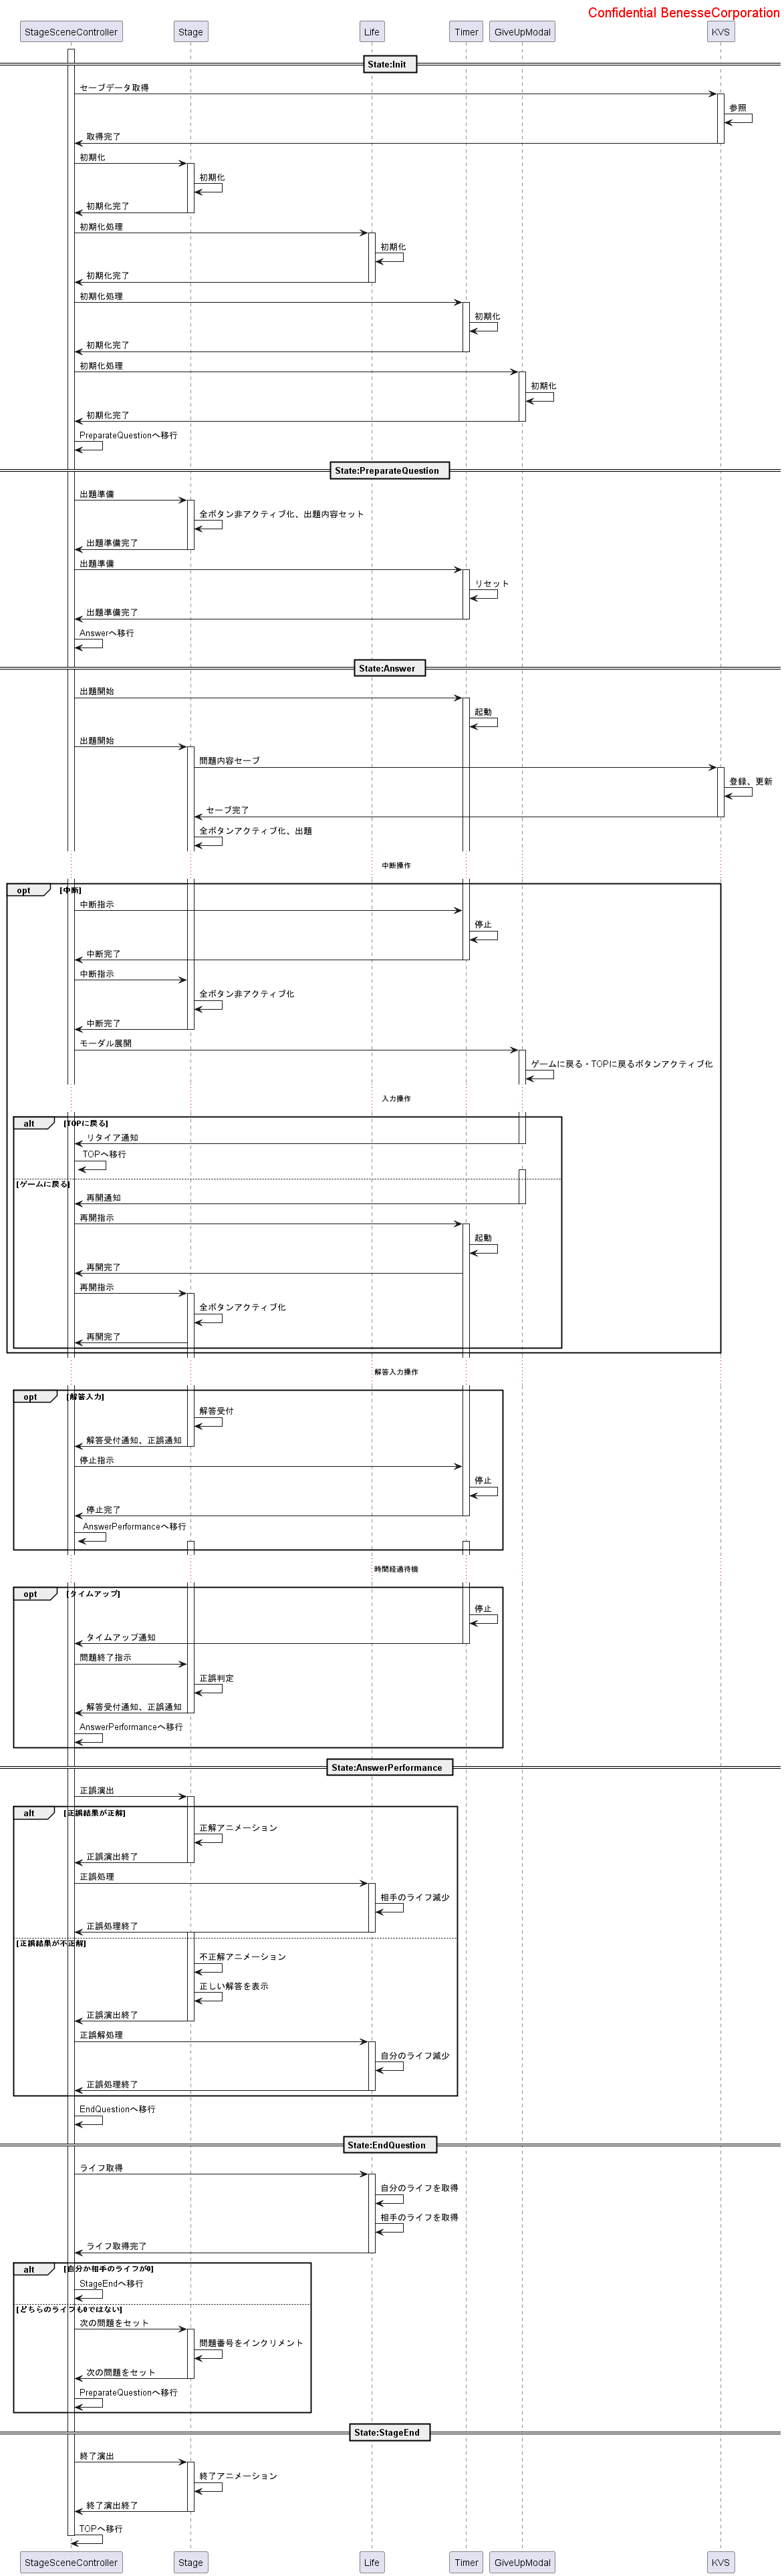 Confidential BenesseCorporation
StageSceneController Stage Life Timer GiveUpModal KVS
State:Init
セーブデータ取得
参照
取得完了
初期化
初期化
初期化完了
初期化処理
初期化
初期化完了
初期化処理
初期化
初期化完了
初期化処理
初期化
初期化完了
PreparateQuestionへ移行
State:PreparateQuestion
出題準備
全ボタン非アクティブ化、出題内容セット
出題準備完了
出題準備
リセット
出題準備完了
Answerへ移行
State:Answer
出題開始
起動
出題開始
問題内容セーブ
登録、更新
セーブ完了
全ボタンアクティブ化、出題
中断操作
opt [中断]
中断指示
停止
中断完了
中断指示
全ボタン非アクティブ化
中断完了
モーダル展開
ゲームに戻る・TOPに戻るボタンアクティブ化
入力操作
alt [TOPに戻る]
リタイア通知
TOPへ移行
[ゲームに戻る]
再開通知
再開指示
起動
再開完了
再開指示
全ボタンアクティブ化
再開完了
解答入力操作
opt [解答入力]
解答受付
解答受付通知、正誤通知
停止指示
停止
停止完了
AnswerPerformanceへ移行
時間経過待機
opt [タイムアップ]
停止
タイムアップ通知
問題終了指示
正誤判定
解答受付通知、正誤通知
AnswerPerformanceへ移行
State:AnswerPerformance
正誤演出
alt [正誤結果が正解]
正解アニメーション
正誤演出終了
正誤処理
相手のライフ減少
正誤処理終了
[正誤結果が不正解]
不正解アニメーション
正しい解答を表示
正誤演出終了
正誤解処理
自分のライフ減少
正誤処理終了
EndQuestionへ移行
State:EndQuestion
ライフ取得
自分のライフを取得
相手のライフを取得
ライフ取得完了
alt [自分か相手のライフが0]
StageEndへ移行
[どちらのライフも0ではない]
次の問題をセット
問題番号をインクリメント
次の問題をセット
PreparateQuestionへ移行
State:StageEnd
終了演出
終了アニメーション
終了演出終了
TOPへ移行
StageSceneController Stage Life Timer GiveUpModal KVS